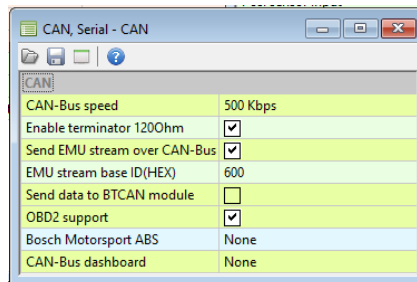 CAN, Serial - CAN
CAN
CAN-Bus speed 500 Kbps
Enable terminator 120Ohm
Send EMU stream over CAN-Bus
EMU stream base ID(HEX) 600
Send data to BTCAN module
OBD2 support
Bosch Motorsport ABS None
CAN-Bus dashboard None